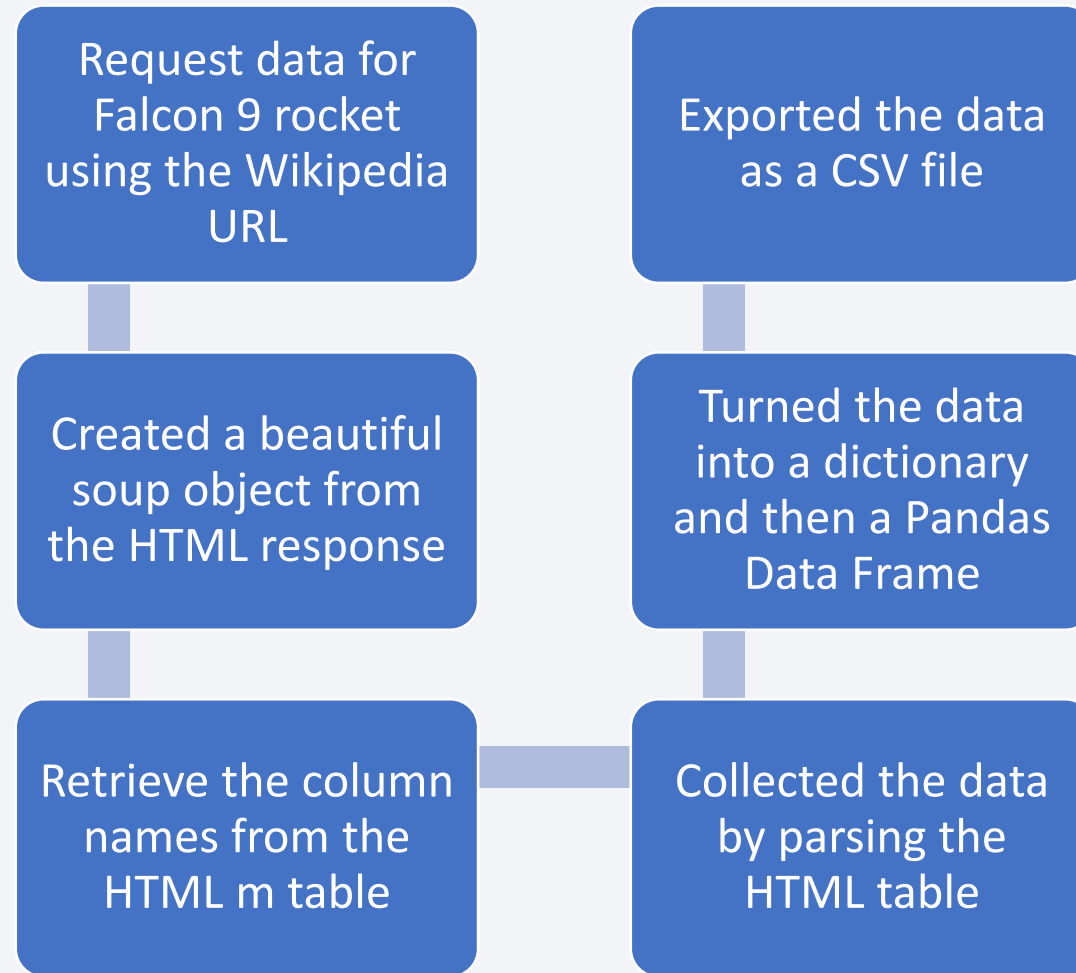 Request data for
Falcon 9 rocket
using the Wikipedia
URL
Created a beautiful
soup object from
the HTML response
Retrieve the column
names from the
HTML m table
Collected the data
by parsing the
HTML table
Turned the data
into a dictionary
and then a Pandas
Data Frame
Exported the data
as a CSV file